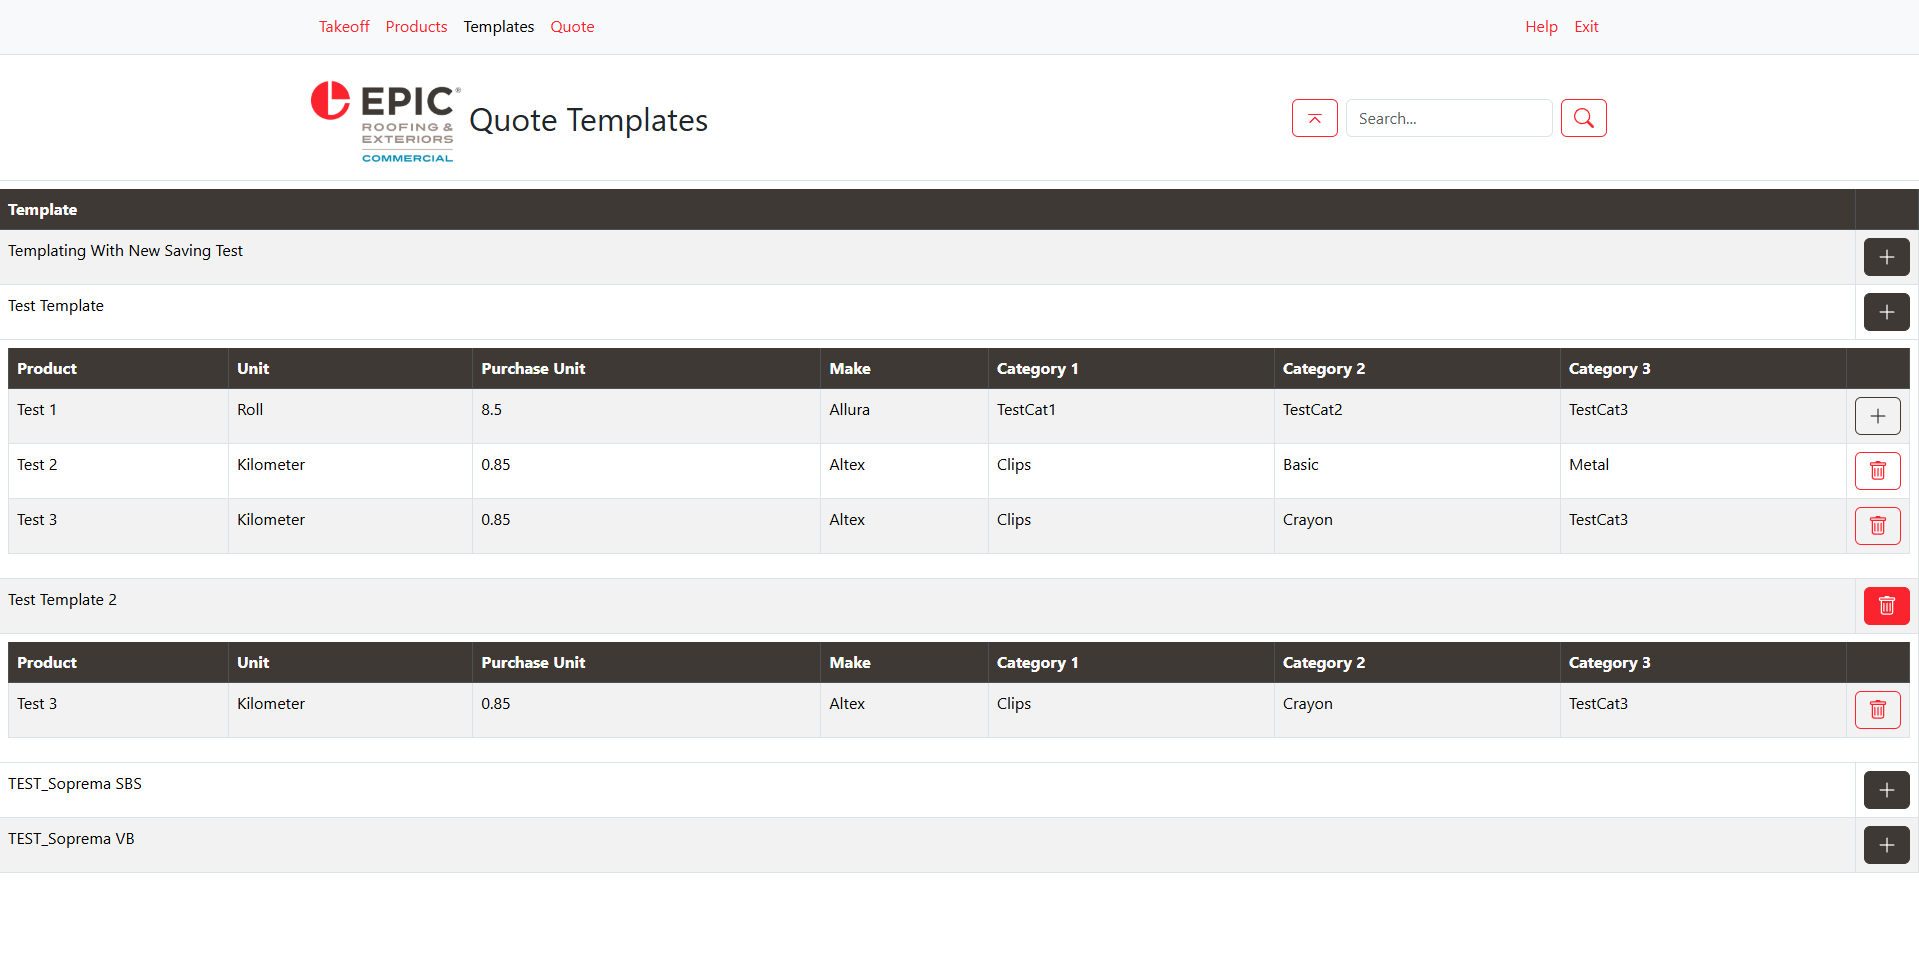 Takeoff Products Templates Quote Help Exit
EPIC®
ROOFING &
EXTERIORS
COMMERCIAL
Quote Templates
Search...
Template
Templating With New Saving Test
Test Template
Product Unit Purchase Unit Make Category 1 Category 2 Category 3
Test 1 Roll 8.5 Allura TestCat1 TestCat2 TestCat3
Test 2 Kilometer 0.85 Altex Clips Basic Metal
Test 3 Kilometer 0.85 Altex Clips Crayon TestCat3
Test Template 2
Product Unit Purchase Unit Make Category 1 Category 2 Category 3
Test 3 Kilometer 0.85 Altex Clips Crayon TestCat3
TEST_Soprema SBS
TEST_Soprema VB